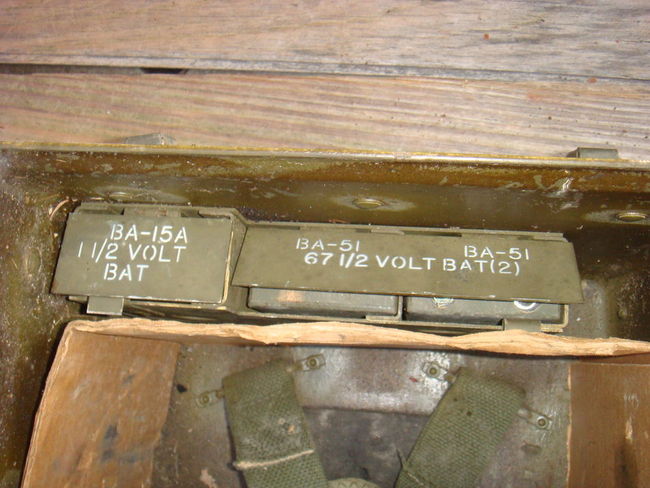 BA-15A
1 1/2 VOLT
BAT
BA-51 BA-51
67 1/2 VOLT BAT(2)